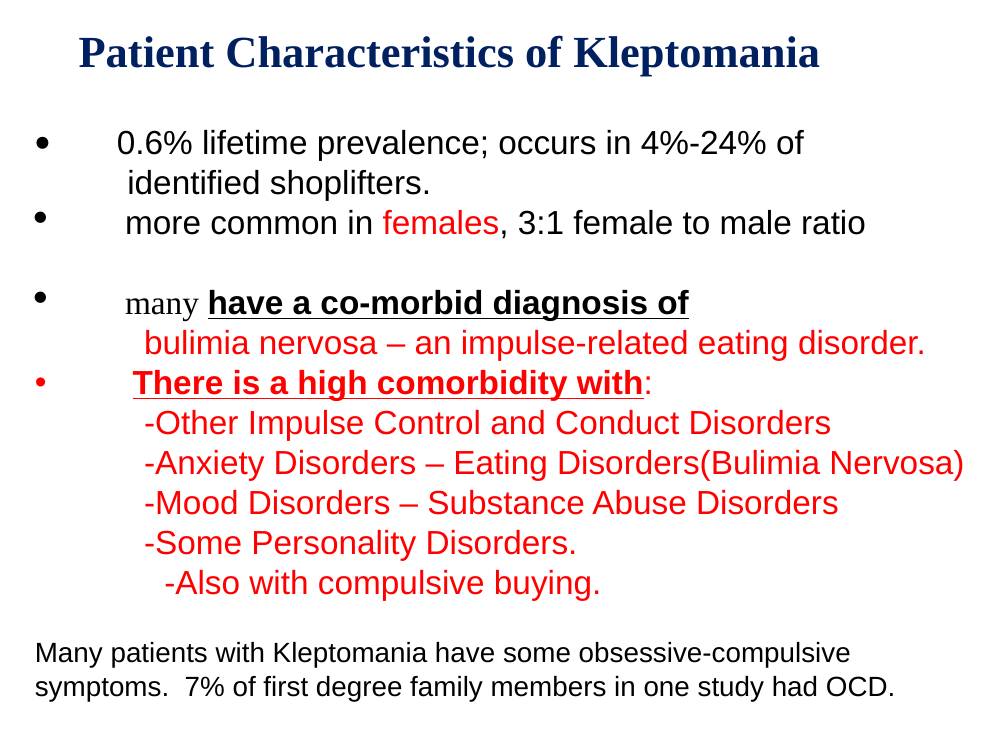 Patient Characteristics of Kleptomania
• 0.6% lifetime prevalence; occurs in 4%-24% of
identified shoplifters.
• more common in females, 3:1 female to male ratio
• many have a co-morbid diagnosis of
bulimia nervosa – an impulse-related eating disorder.
• There is a high comorbidity with:
-Other Impulse Control and Conduct Disorders
-Anxiety Disorders – Eating Disorders(Bulimia Nervosa)
-Mood Disorders – Substance Abuse Disorders
-Some Personality Disorders.
-Also with compulsive buying.
Many patients with Kleptomania have some obsessive-compulsive
symptoms.  7% of first degree family members in one study had OCD.